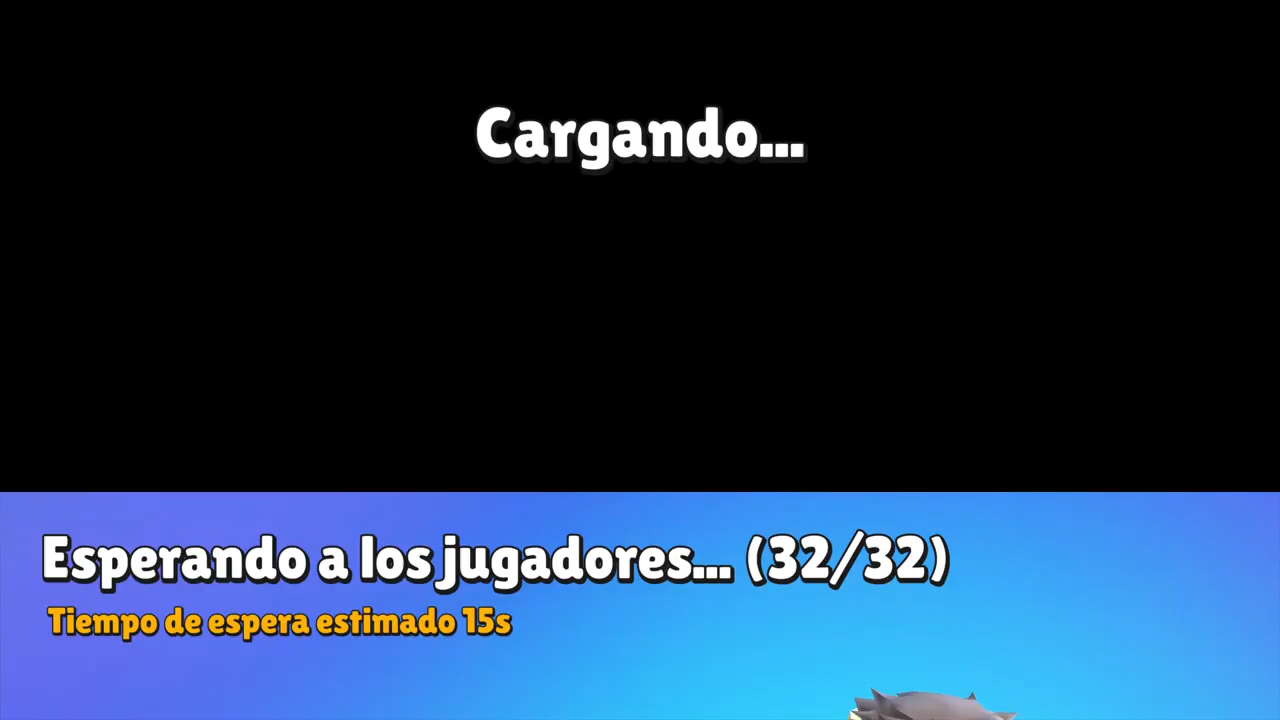 Cargando...
Esperando a los jugadores... (32/32)
Tiempo de espera estimado 15s